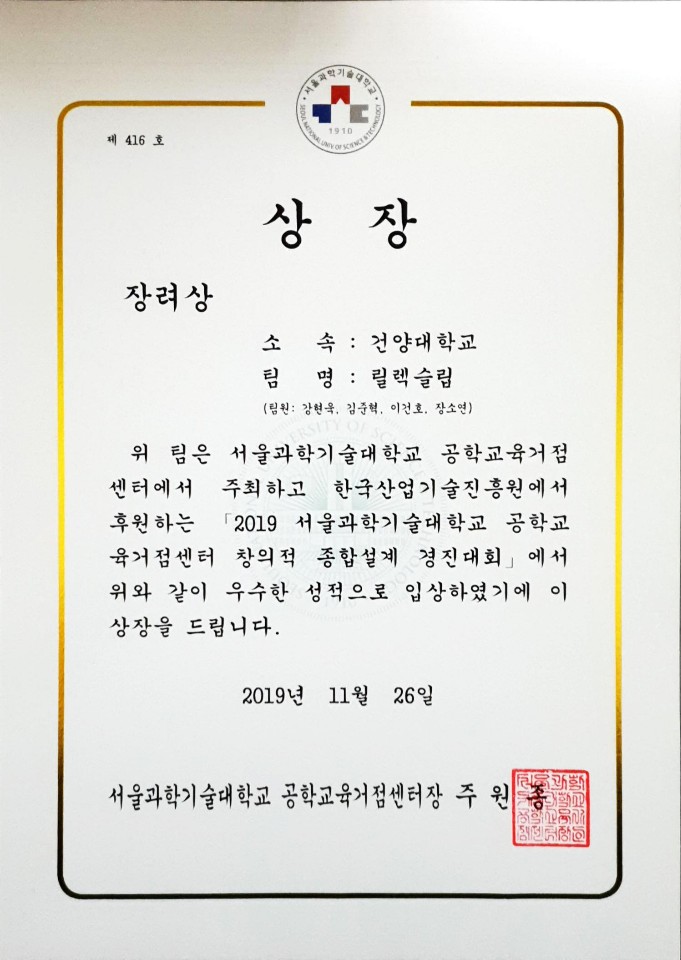 서울과학기술대학교
1910
SEOUL NATIONAL UNIV. OF SCIENCE & TECHNOLOGY
제 416 호
상 장
장려상
소 속 : 건양대학교
팀 명 : 릴렉슬림
(팀원: 강현욱, 김준혁, 이건호, 장소연)
위 팀은 서울과학기술대학교 공학교육거점
센터에서 주최하고 한국산업기술진흥원에서
후원하는 「2019 서울과학기술대학교 공학교
육거점센터 창의적 종합설계 경진대회」에서
위와 같이 우수한 성적으로 입상하였기에 이
상장을 드립니다.
2019년 11월 26일
서울과학기술대학교 공학교육거점센터장 주 원 종